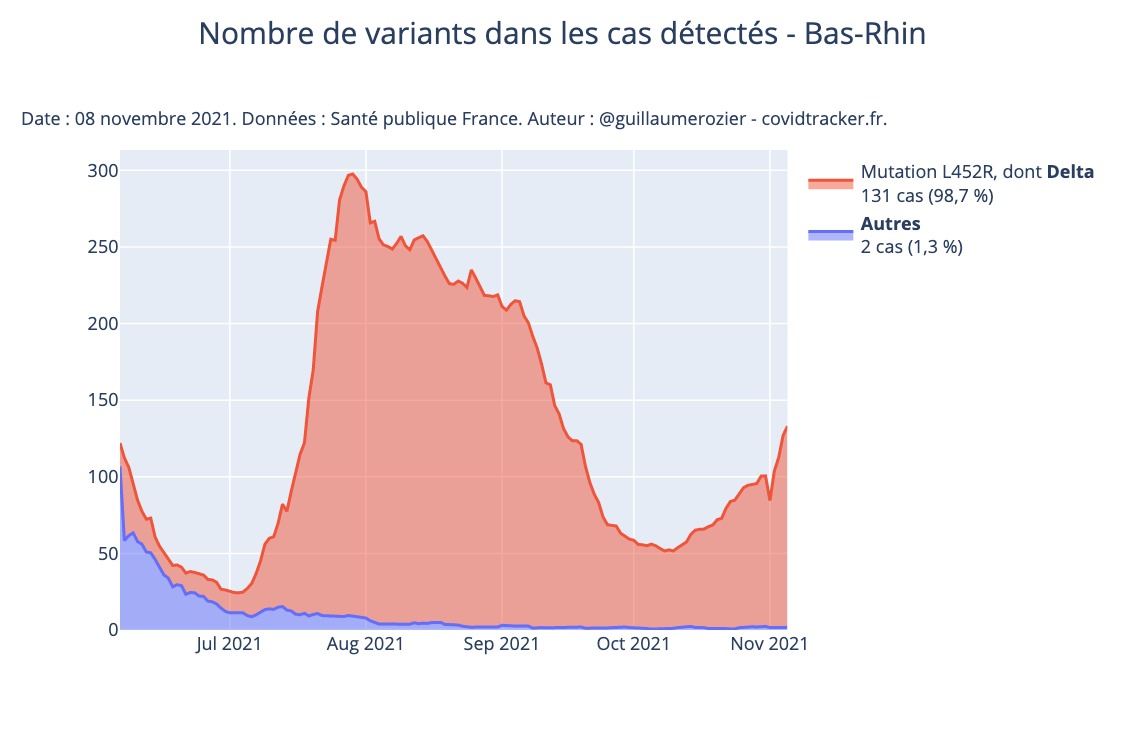 Nombre de variants dans les cas détectés - Bas-Rhin
Date : 08 novembre 2021. Données : Santé publique France. Auteur : @guillaumerozier - covidtracker.fr.
300
250
200
150
100
50
0
Jul 2021
Aug 2021
Sep 2021
Oct 2021
Nov 2021
Mutation L452R, dont Delta
131 cas (98,7 %)
Autres
2 cas (1,3 %)